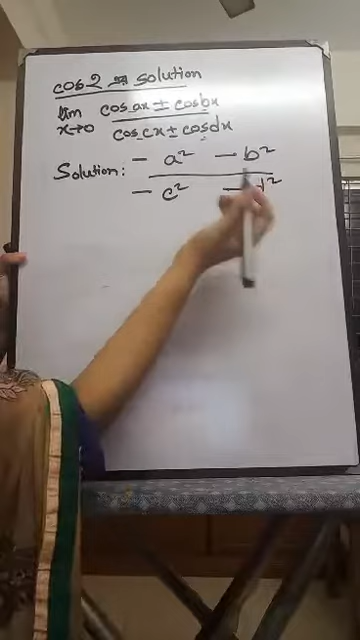 cos 2 solution
lim cos ax ± cos bx
x→0 cos cx ± cos dx
Solution: - a² - b²
- c² - d²